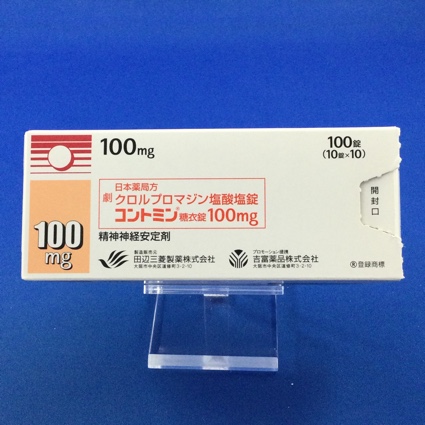 100mg
100錠
(10錠×10)
日本薬局方
劇 クロルプロマジン塩酸塩錠
コントミン® 糖衣錠 100mg
精神神経安定剤
100
mg
製造販売元
田辺三菱製薬株式会社
大阪市中央区道修町3-2-10
プロモーション提携
吉富薬品株式会社
大阪市中央区道修町3-2-10
開封口
®登録商標